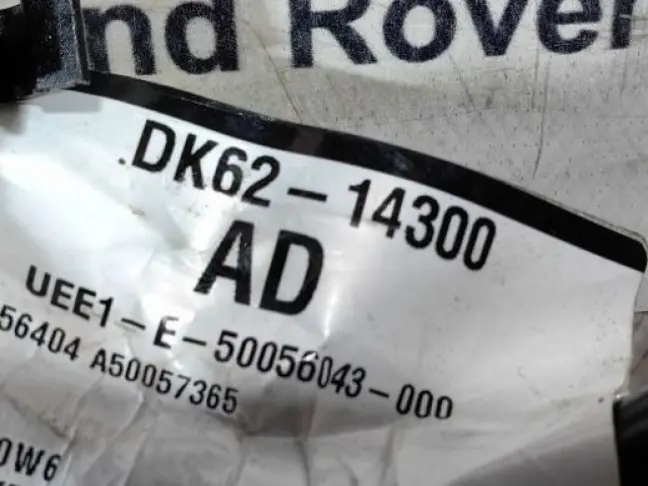 nd Rover
.DK62-14300
AD
UEE1-E-50056043-000
56404 A50057365
0W6